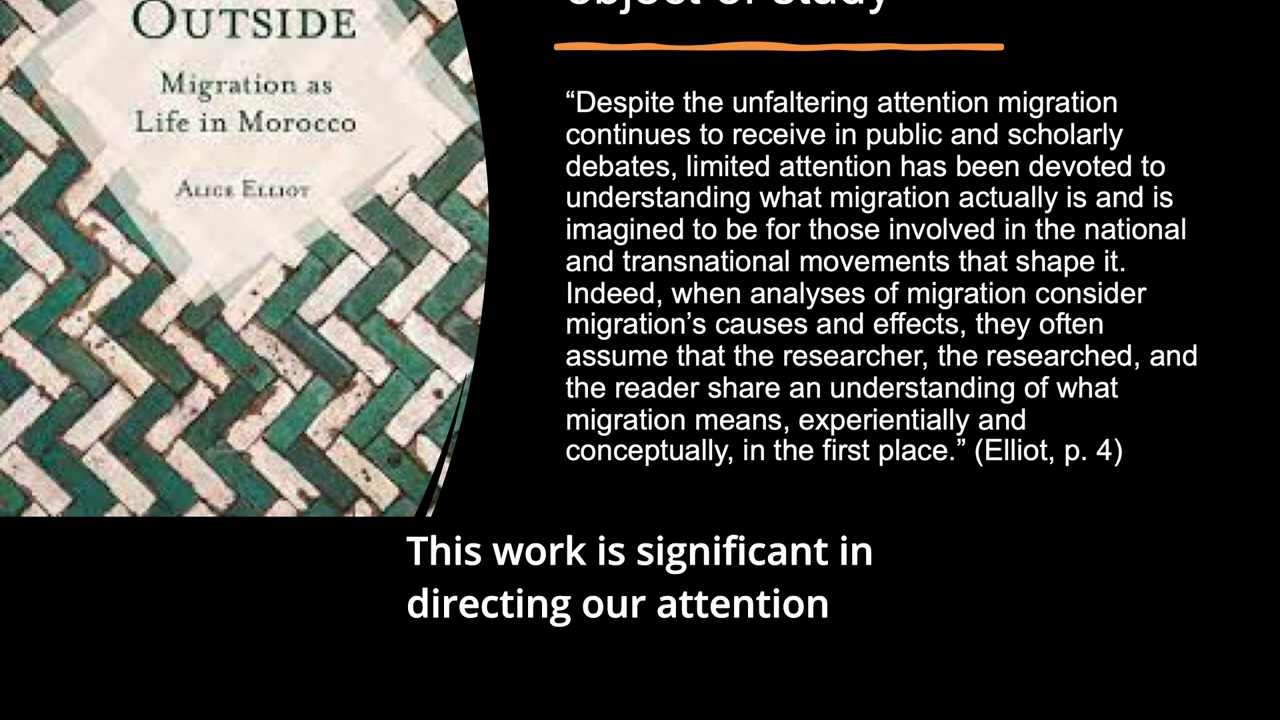 OUTSIDE
Migration as
Life in Morocco
ALICE ELLIOT
object of study
“Despite the unfaltering attention migration
continues to receive in public and scholarly
debates, limited attention has been devoted to
understanding what migration actually is and is
imagined to be for those involved in the national
and transnational movements that shape it.
Indeed, when analyses of migration consider
migration’s causes and effects, they often
assume that the researcher, the researched, and
the reader share an understanding of what
migration means, experientially and
conceptually, in the first place.” (Elliot, p. 4)
This work is significant in
directing our attention